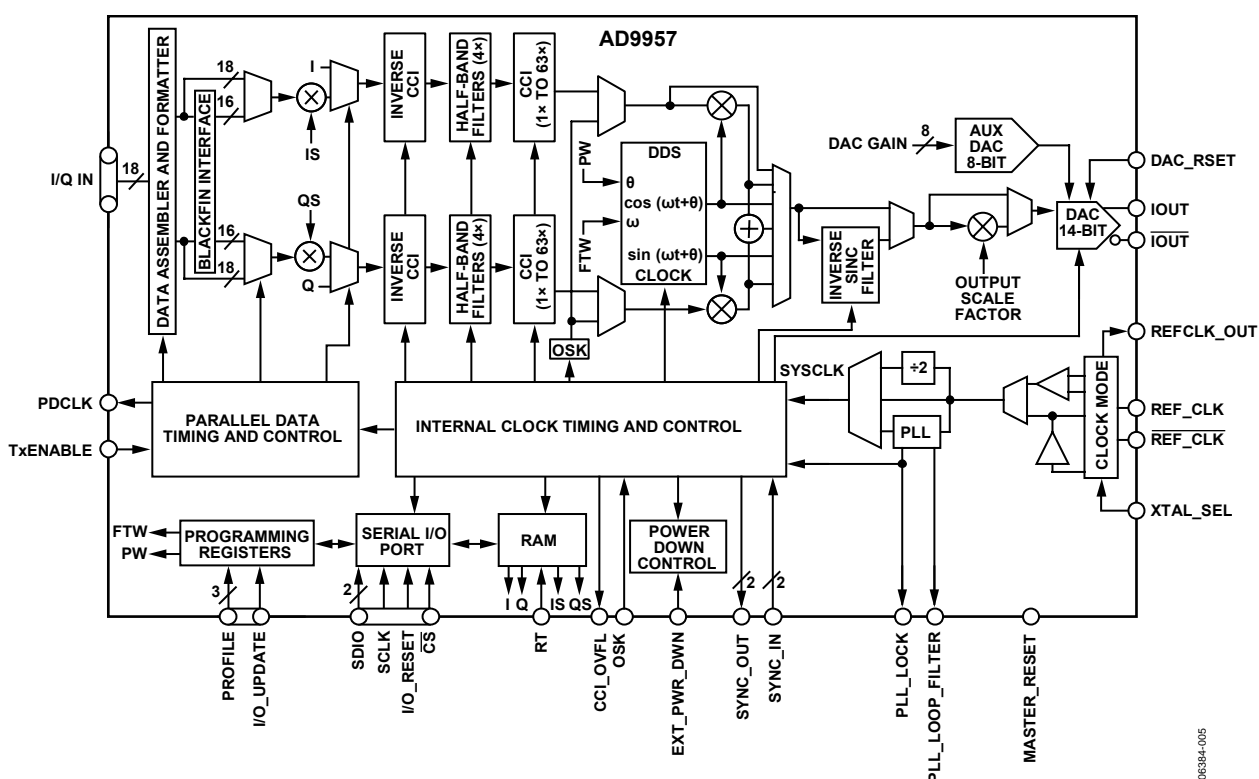 AD9957
DATA ASSEMBLER AND FORMATTER
BLACKFIN INTERFACE
18
16
16
18
I/Q IN
18
IS
QS
I
Q
INVERSE
CCI
HALF-BAND
FILTERS (4×)
CCI
(1× TO 63×)
INVERSE
CCI
HALF-BAND
FILTERS (4×)
CCI
(1× TO 63×)
OSK
PW
FTW
DDS
θ
cos (ωt+θ)
ω
sin (ωt+θ)
CLOCK
INVERSE
SINC
FILTER
OUTPUT
SCALE
FACTOR
DAC GAIN
8
AUX
DAC
8-BIT
DAC
14-BIT
DAC_RSET
IOUT
IOUT
REFCLK_OUT
REF_CLK
REF_CLK
XTAL_SEL
CLOCK MODE
SYSCLK
÷2
PLL
PDCLK
TxENABLE
PARALLEL DATA
TIMING AND CONTROL
INTERNAL CLOCK TIMING AND CONTROL
FTW
PW
PROGRAMMING
REGISTERS
SERIAL I/O
PORT
RAM
POWER
DOWN
CONTROL
3
2
I
Q
IS
QS
2
2
PROFILE
I/O_UPDATE
SDIO
SCLK
I/O_RESET
CS
RT
CCI_OVFL
OSK
EXT_PWR_DWN
SYNC_OUT
SYNC_IN
PLL_LOCK
PLL_LOOP_FILTER
MASTER_RESET
06384-005